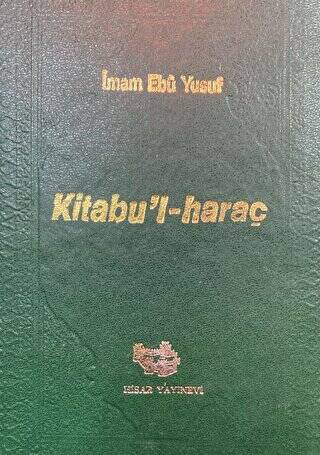 İmam Ebû Yusuf
Kitabu'l-haraç
HİSAR YAYINEVİ